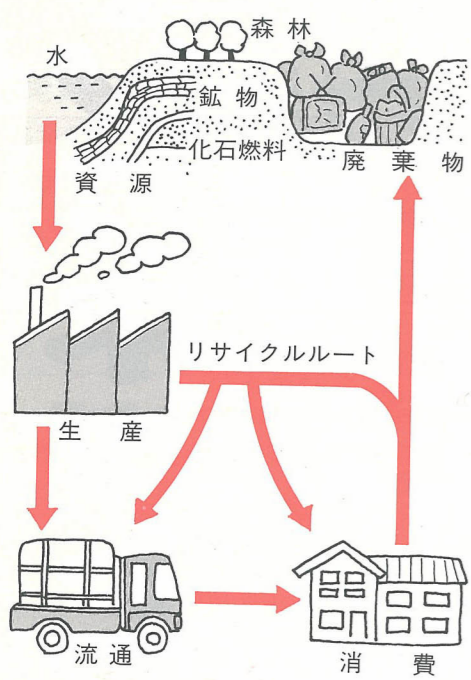 森林
水
鉱物
化石燃料
資源
廃棄物
リサイクルルート
生産
流通
消費